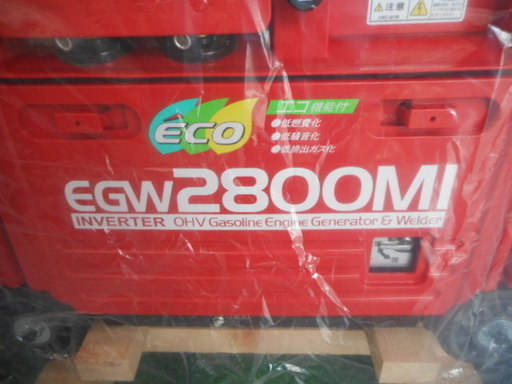 注意
エコ機能付
éco
●低燃費化
●低騒音化
●低排出ガス化
EGW2800MI
INVERTER OHV Gasoline Engine Generator & Welder